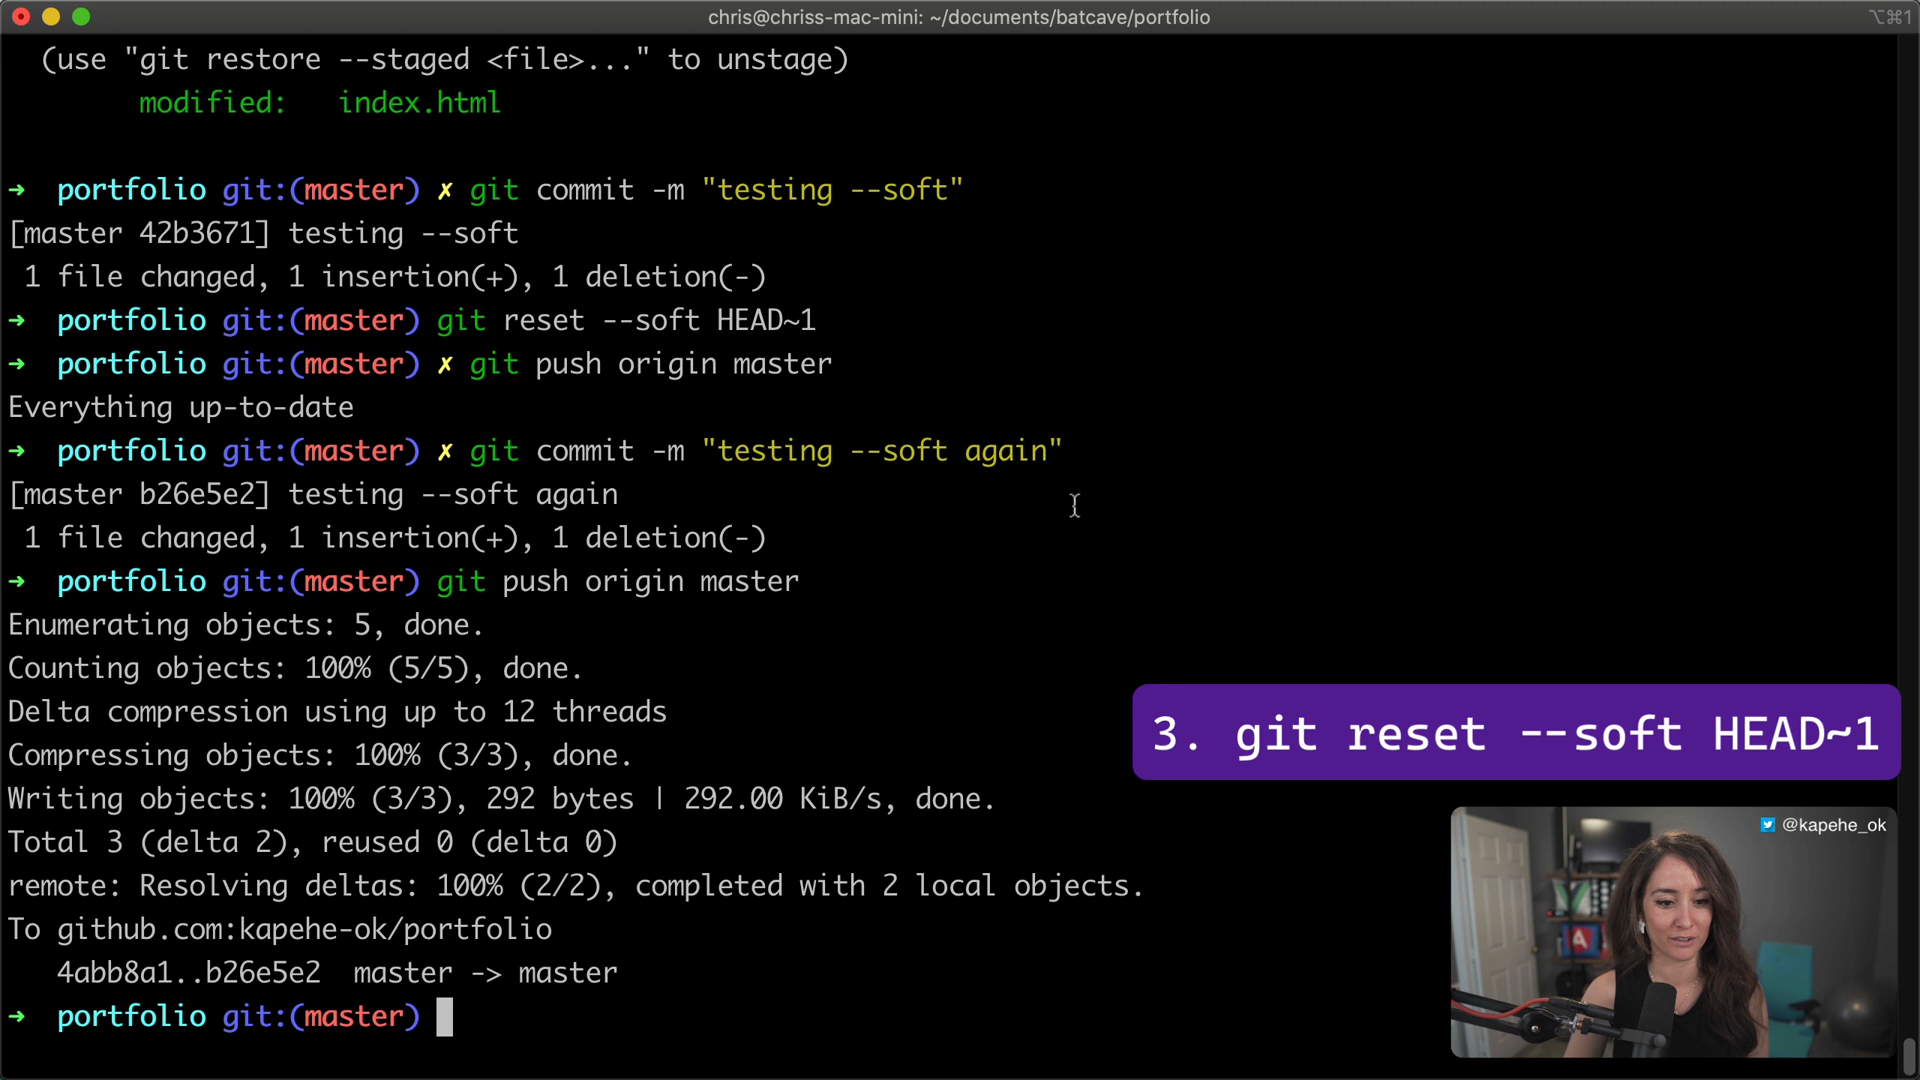 chris@chriss-mac-mini: ~/documents/batcave/portfolio
⌥⌘1
(use "git restore --staged <file>..." to unstage)
modified:   index.html
➜  portfolio git:(master) ✗ git commit -m "testing --soft"
[master 42b3671] testing --soft
1 file changed, 1 insertion(+), 1 deletion(-)
➜  portfolio git:(master) git reset --soft HEAD~1
➜  portfolio git:(master) ✗ git push origin master
Everything up-to-date
➜  portfolio git:(master) ✗ git commit -m "testing --soft again"
[master b26e5e2] testing --soft again
1 file changed, 1 insertion(+), 1 deletion(-)
➜  portfolio git:(master) git push origin master
Enumerating objects: 5, done.
Counting objects: 100% (5/5), done.
Delta compression using up to 12 threads
Compressing objects: 100% (3/3), done.
Writing objects: 100% (3/3), 292 bytes | 292.00 KiB/s, done.
Total 3 (delta 2), reused 0 (delta 0)
remote: Resolving deltas: 100% (2/2), completed with 2 local objects.
To github.com:kapehe-ok/portfolio
4abb8a1..b26e5e2  master -> master
➜  portfolio git:(master)
3. git reset --soft HEAD~1
@kapehe_ok
A